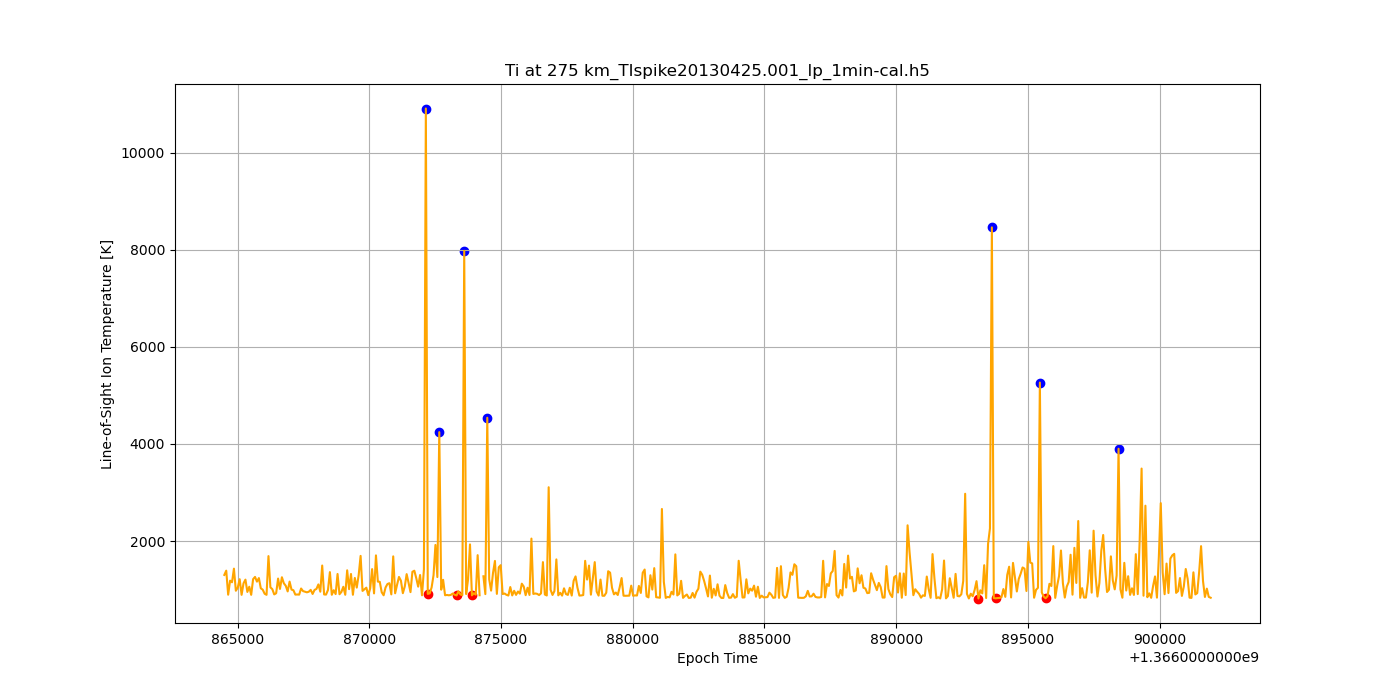 Ti at 275 km_TIspike20130425.001_lp_1min-cal.h5
Line-of-Sight Ion Temperature [K]
10000
8000
6000
4000
2000
865000 870000 875000 880000 885000 890000 895000 900000
Epoch Time
+1.3660000000e9